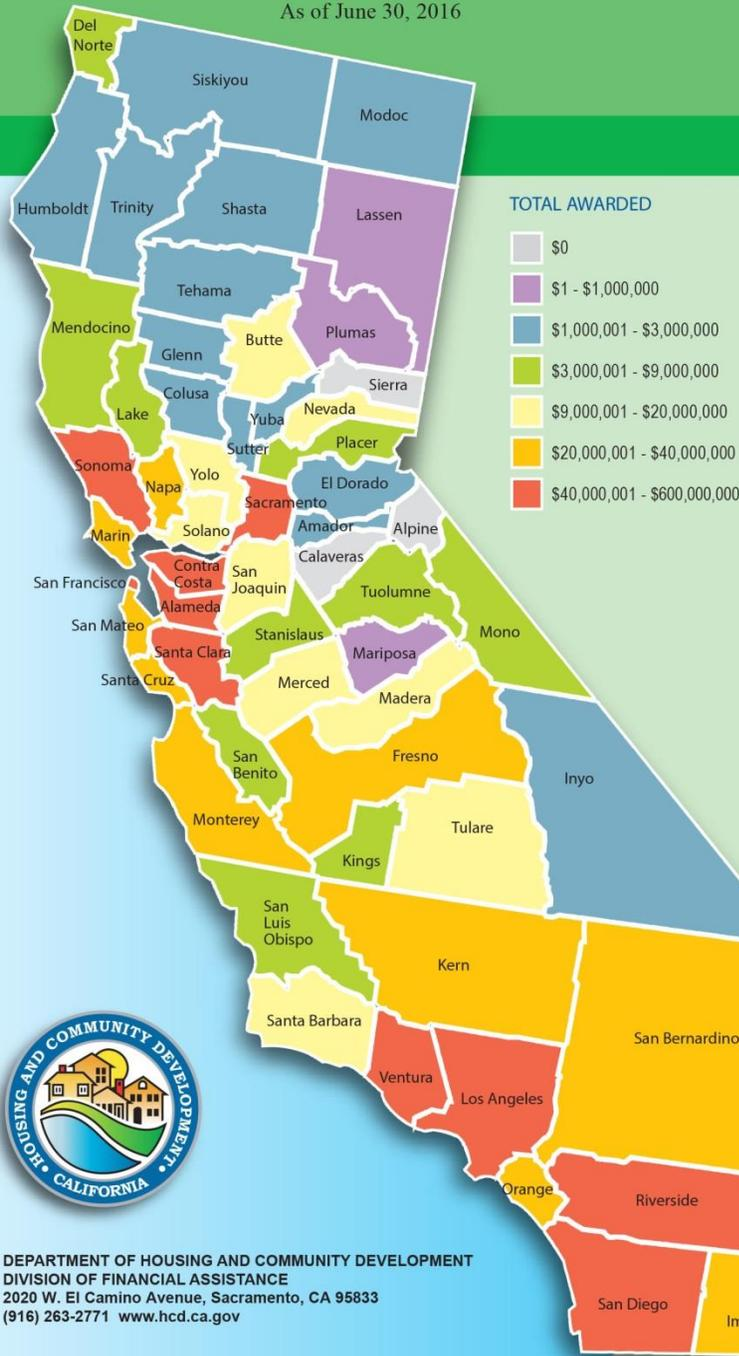 As of June 30, 2016
Del
Norte
Siskiyou
Modoc
Humboldt
Trinity
Shasta
Lassen
TOTAL AWARDED
$0
$1 - $1,000,000
$1,000,001 - $3,000,000
$3,000,001 - $9,000,000
$9,000,001 - $20,000,000
$20,000,001 - $40,000,000
$40,000,001 - $600,000,000
Tehama
Mendocino
Butte
Plumas
Glenn
Colusa
Sierra
Lake
Yuba
Nevada
Sutter
Placer
Sonoma
Napa
Yolo
El Dorado
Sacramento
Marin
Solano
Amador
Alpine
Calaveras
Contra
Costa
San
Joaquin
San Francisco
Alameda
Tuolumne
San Mateo
Stanislaus
Mono
Santa Clara
Mariposa
Santa Cruz
Merced
Madera
San
Benito
Fresno
Inyo
Monterey
Tulare
Kings
San
Luis
Obispo
Kern
Santa Barbara
San Bernardino
Ventura
Los Angeles
Orange
Riverside
San Diego
Im
HOUSING AND COMMUNITY DEVELOPMENT
• CALIFORNIA •
DEPARTMENT OF HOUSING AND COMMUNITY DEVELOPMENT
DIVISION OF FINANCIAL ASSISTANCE
2020 W. El Camino Avenue, Sacramento, CA 95833
(916) 263-2771 www.hcd.ca.gov